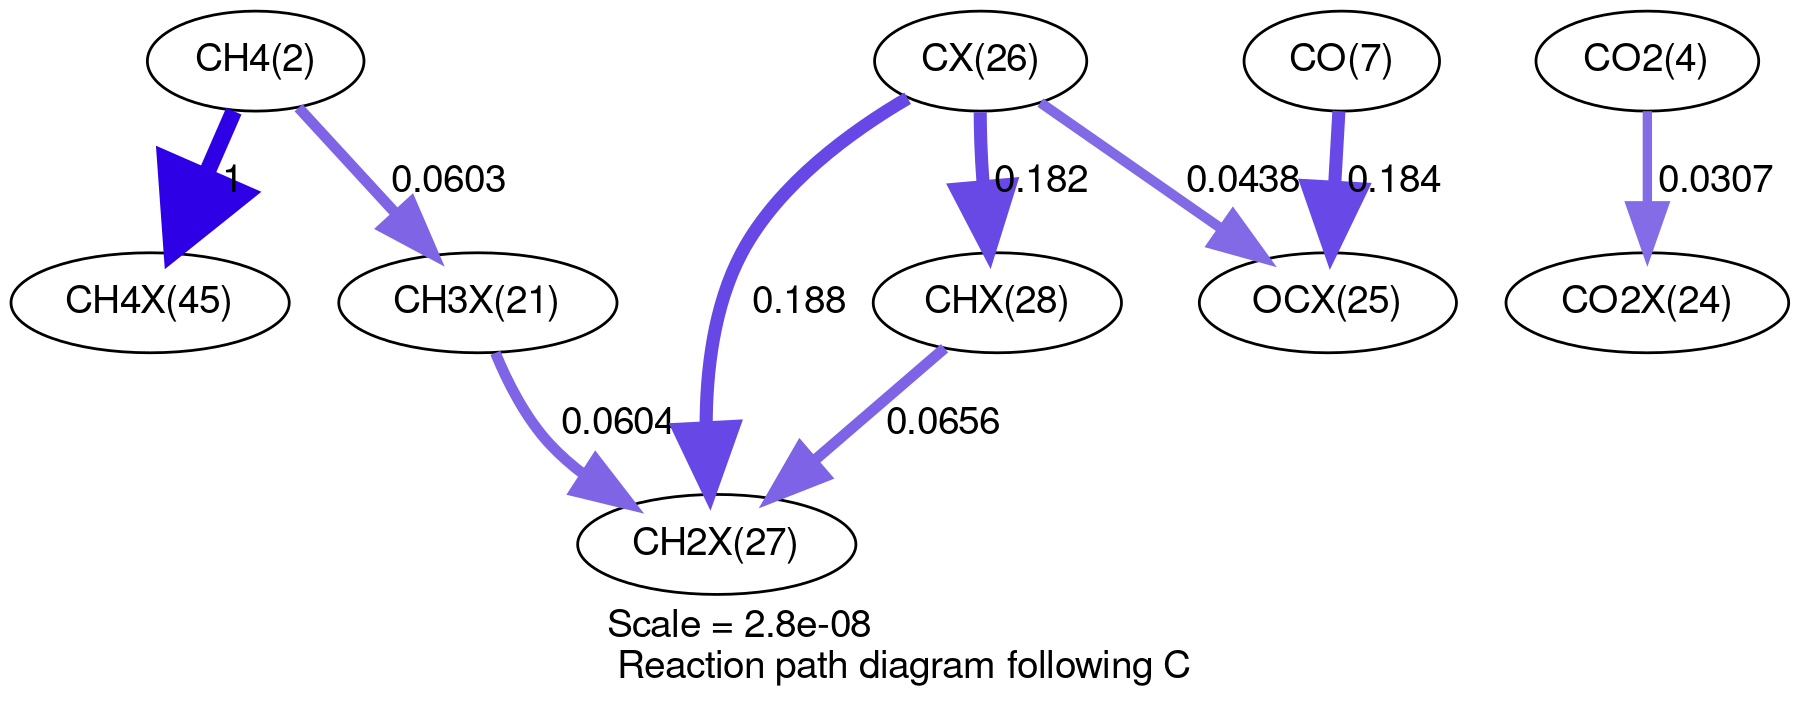 CH4(2)
CX(26)
CO(7)
CO2(4)
1
0.0603
0.182
0.0438
0.184
0.0307
CH4X(45)
CH3X(21)
0.188
CHX(28)
OCX(25)
CO2X(24)
0.0604
0.0656
CH2X(27)
Scale = 2.8e-08
Reaction path diagram following C